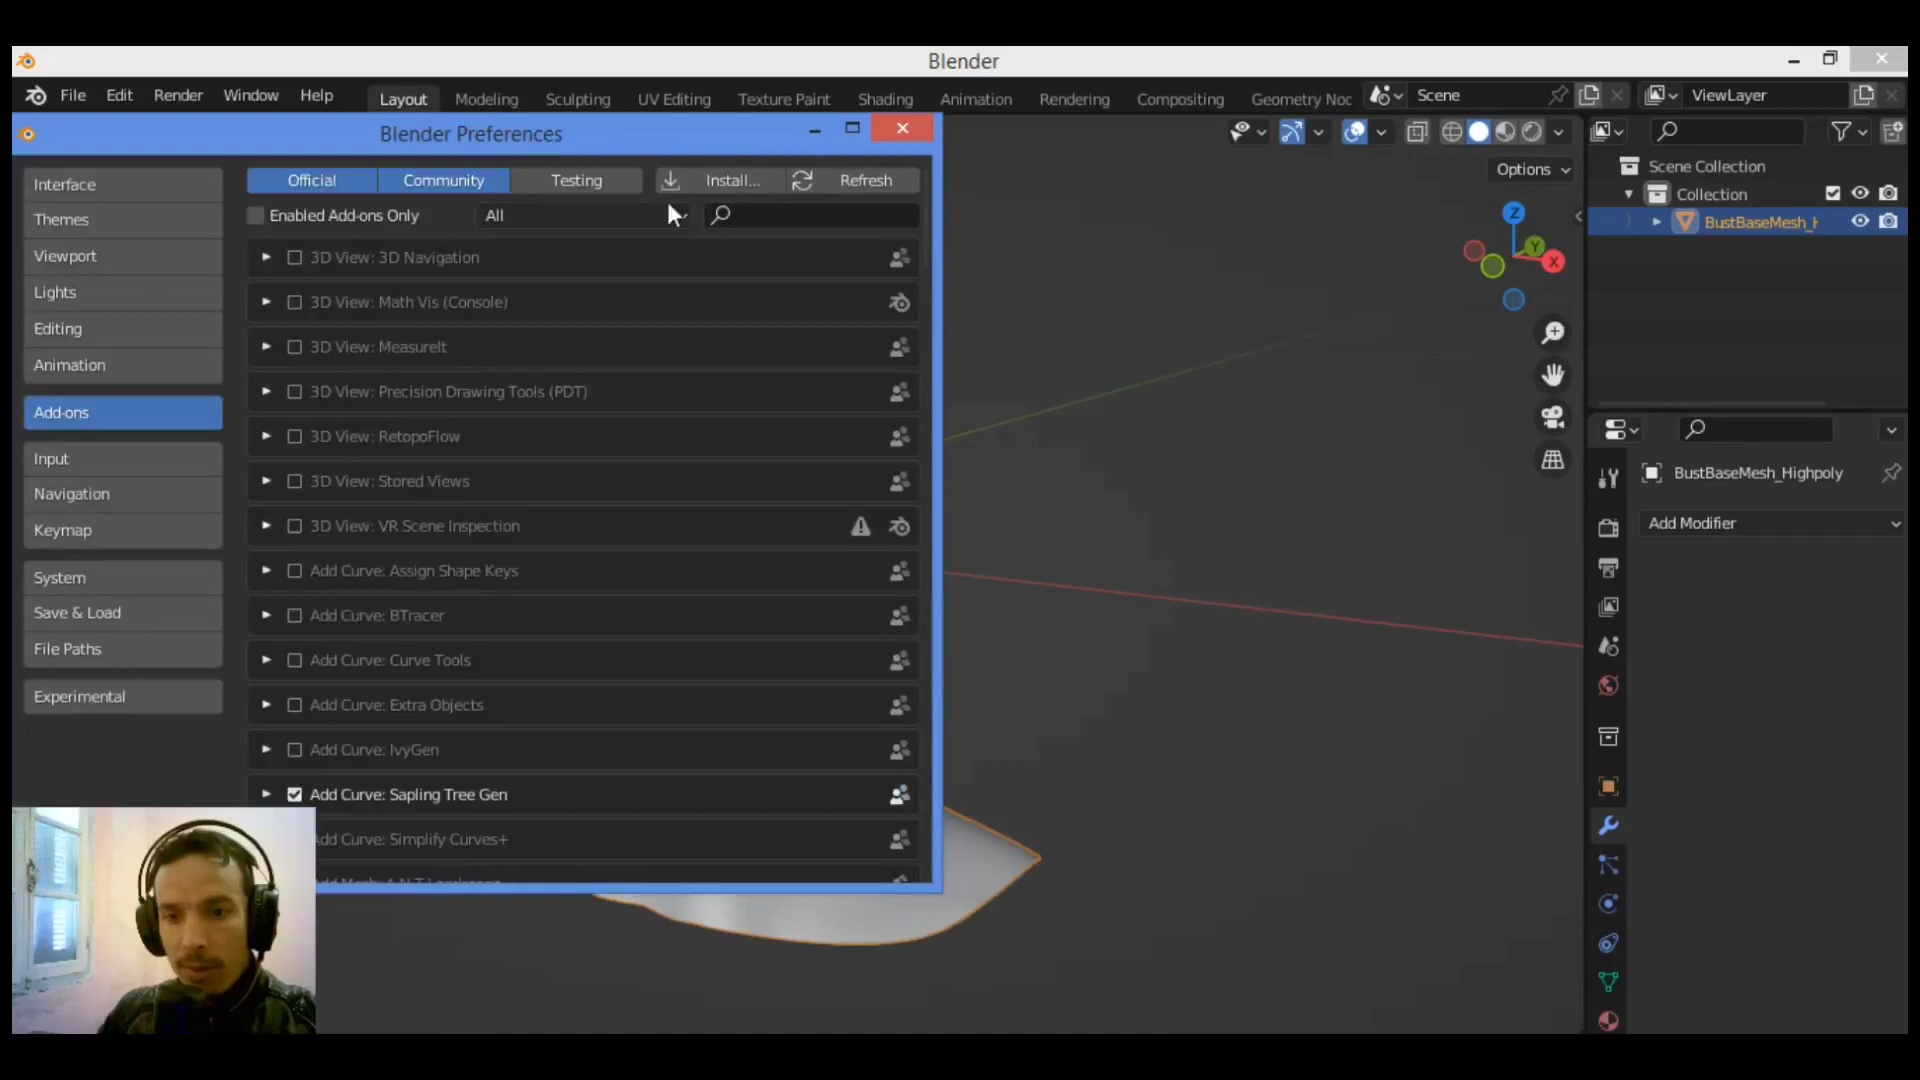 Blender
File Edit Render Window Help Layout Modeling Sculpting UV Editing Texture Paint Shading Animation Rendering Compositing Geometry Noc Scene ViewLayer
Blender Preferences
Interface
Themes
Viewport
Lights
Editing
Animation
Add-ons
Input
Navigation
Keymap
System
Save & Load
File Paths
Experimental
Official Community Testing Install... Refresh
Enabled Add-ons Only All
3D View: 3D Navigation
3D View: Math Vis (Console)
3D View: MeasureIt
3D View: Precision Drawing Tools (PDT)
3D View: RetopoFlow
3D View: Stored Views
3D View: VR Scene Inspection
Add Curve: Assign Shape Keys
Add Curve: BTracer
Add Curve: Curve Tools
Add Curve: Extra Objects
Add Curve: IvyGen
Add Curve: Sapling Tree Gen
Add Curve: Simplify Curves+
Options
Z
Y
X
Scene Collection
Collection
BustBaseMesh_H
BustBaseMesh_Highpoly
Add Modifier